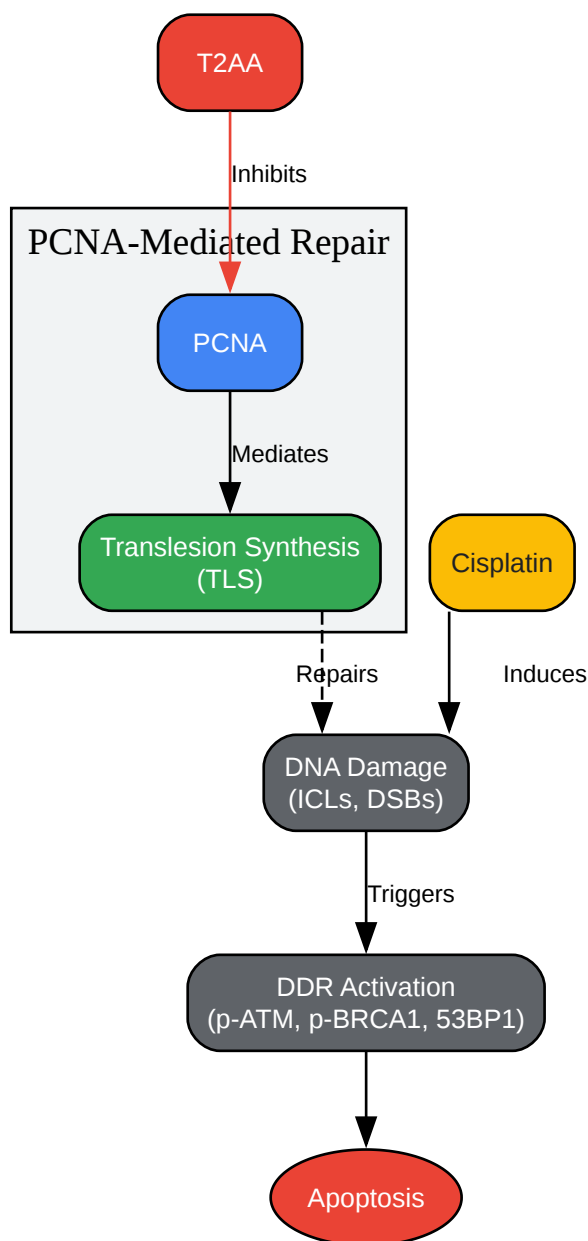 T2AA
Inhibits
PCNA-Mediated Repair
PCNA
Mediates
Translesion Synthesis
(TLS)
Cisplatin
Repairs
Induces
DNA Damage
(ICLs, DSBs)
Triggers
DDR Activation
(p-ATM, p-BRCA1, 53BP1)
Apoptosis